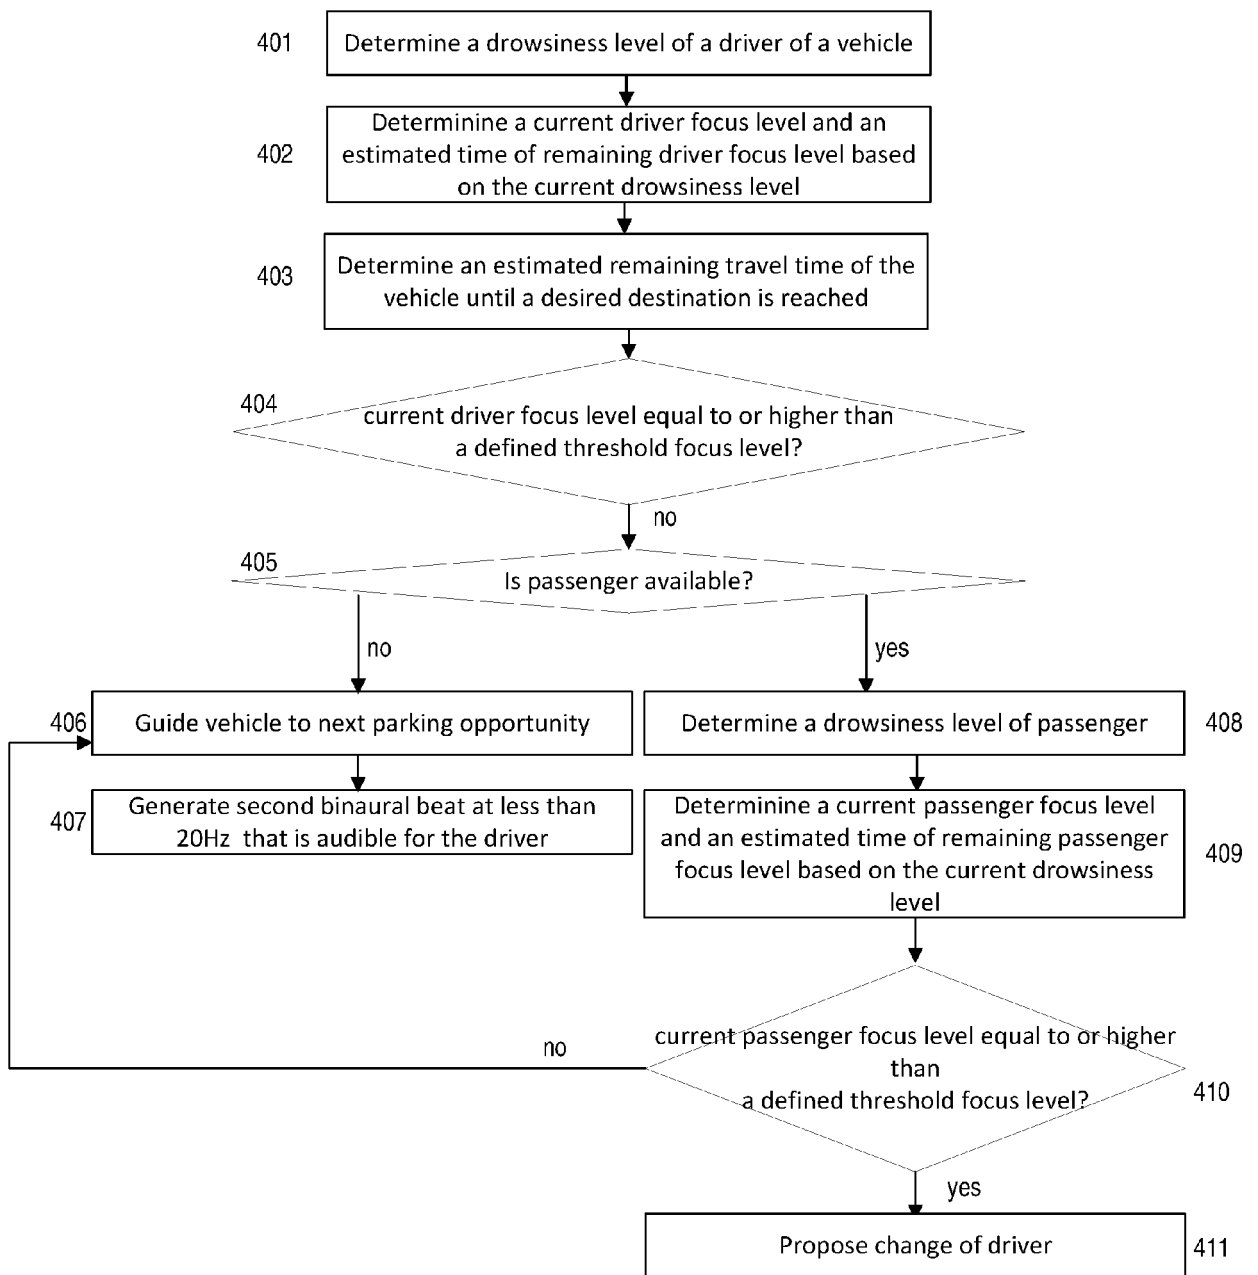 401
Determine a drowsiness level of a driver of a vehicle
402
Determinine a current driver focus level and an
estimated time of remaining driver focus level based
on the current drowsiness level
403
Determine an estimated remaining travel time of the
vehicle until a desired destination is reached
404
current driver focus level equal to or higher than
a defined threshold focus level?
no
405
Is passenger available?
no
yes
406
Guide vehicle to next parking opportunity
Determine a drowsiness level of passenger
408
407
Generate second binaural beat at less than
20Hz that is audible for the driver
Determinine a current passenger focus level
and an estimated time of remaining passenger
focus level based on the current drowsiness
level
409
no
current passenger focus level equal to or higher
than
a defined threshold focus level?
410
yes
Propose change of driver
411